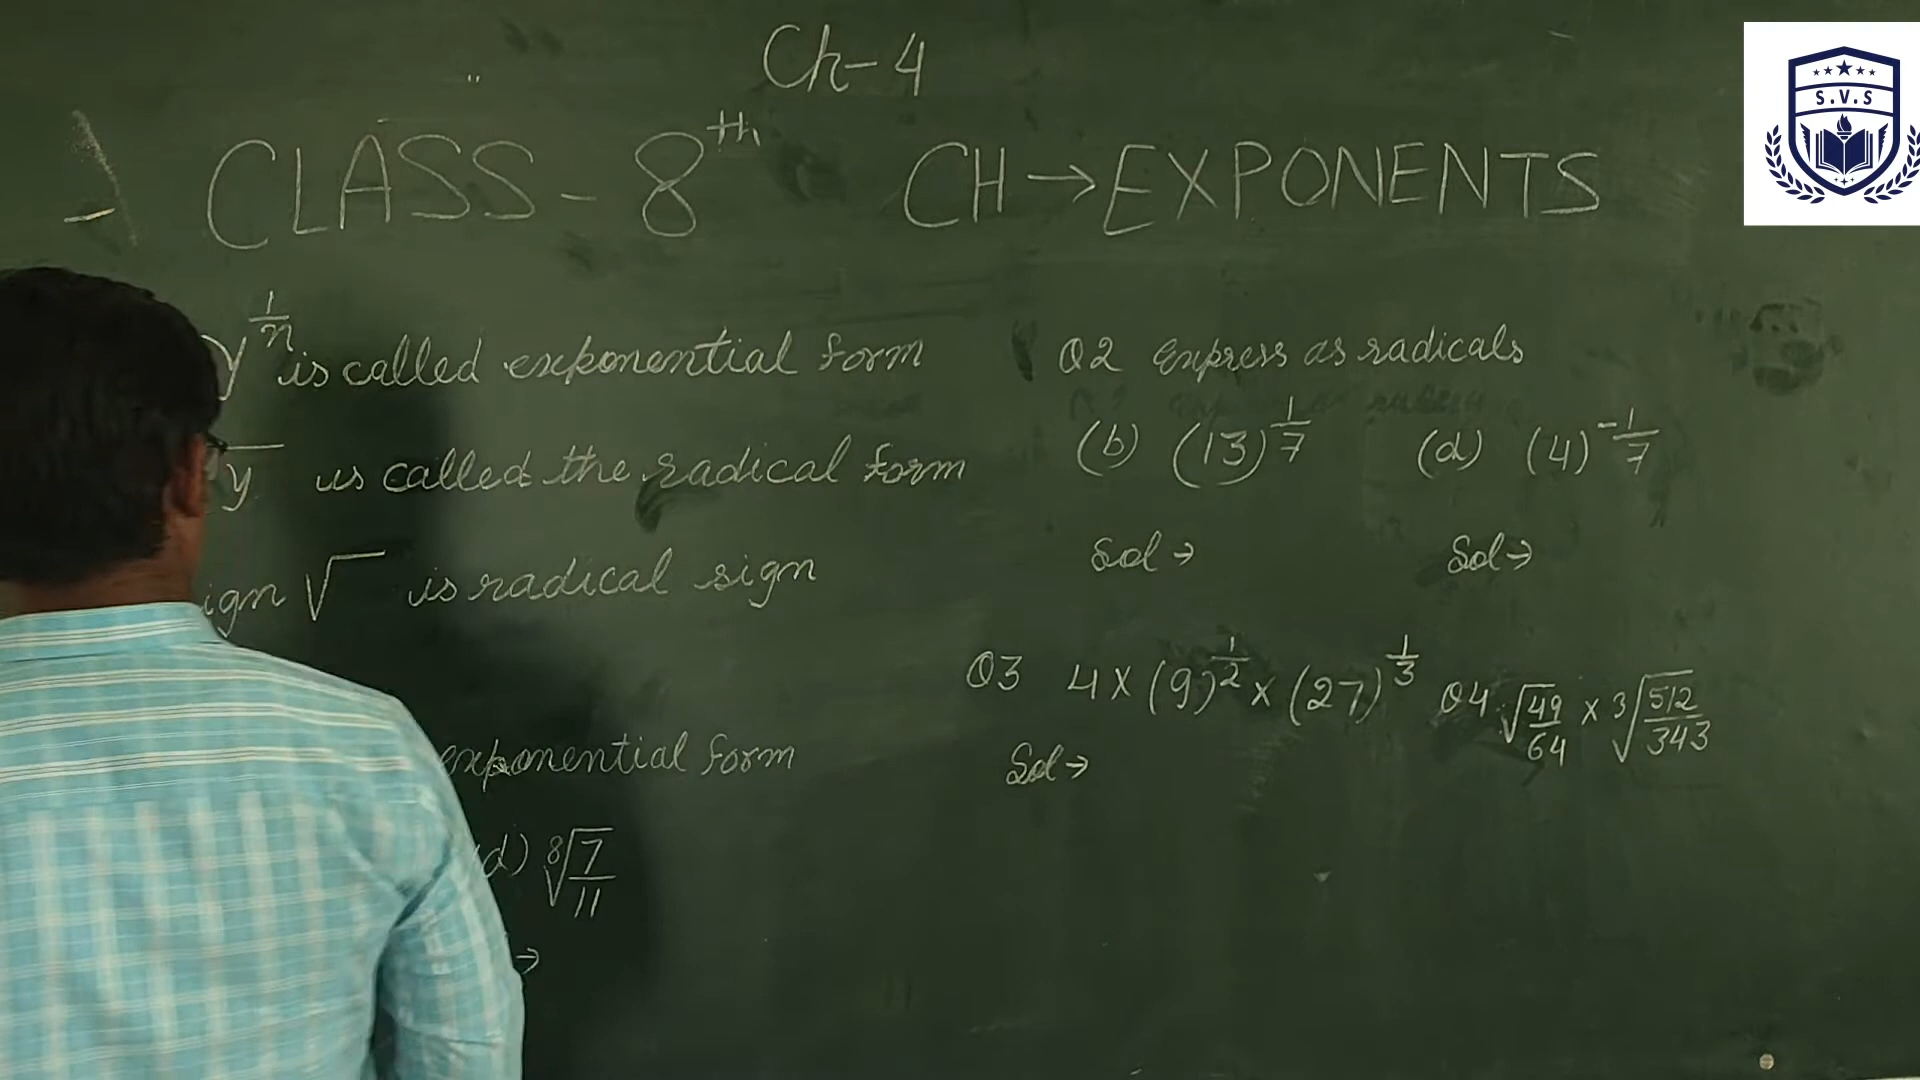 Ch-4
CLASS-8th CH→EXPONENTS
y^1/n is called exponential form
y is called the radical form
ign √ is radical sign
exponential form
d) ⁸√7/11
→
Q2 Express as radicals
(b) (13)^1/7 (d) (4)^-1/7
Sol→ Sol→
Q3 4×(9)^1/2×(27)^1/3 Q4 √49/64 × ³√512/343
Sol→
S.V.S